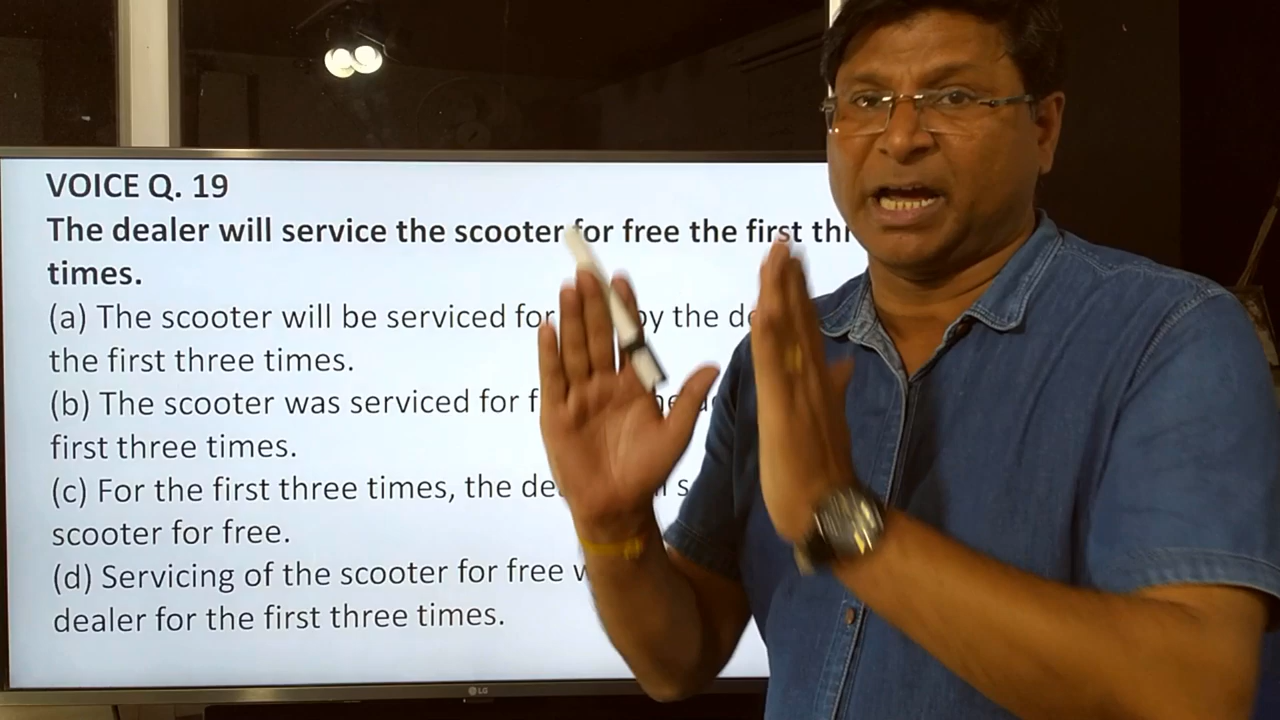 VOICE Q. 19
The dealer will service the scooter for free the first
times.
(a) The scooter will be serviced for by the
the first three times.
(b) The scooter was serviced for
first three times.
(c) For the first three times, the
scooter for free.
(d) Servicing of the scooter for free
dealer for the first three times.
LG